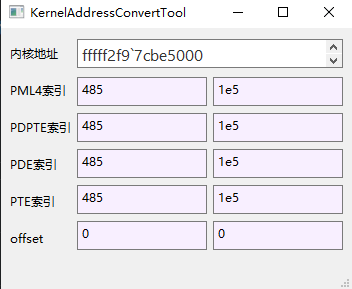 KernelAddressConvertTool
内核地址 fffff2f9`7cbe5000
PML4索引 485 1e5
PDPTE索引 485 1e5
PDE索引 485 1e5
PTE索引 485 1e5
offset 0 0